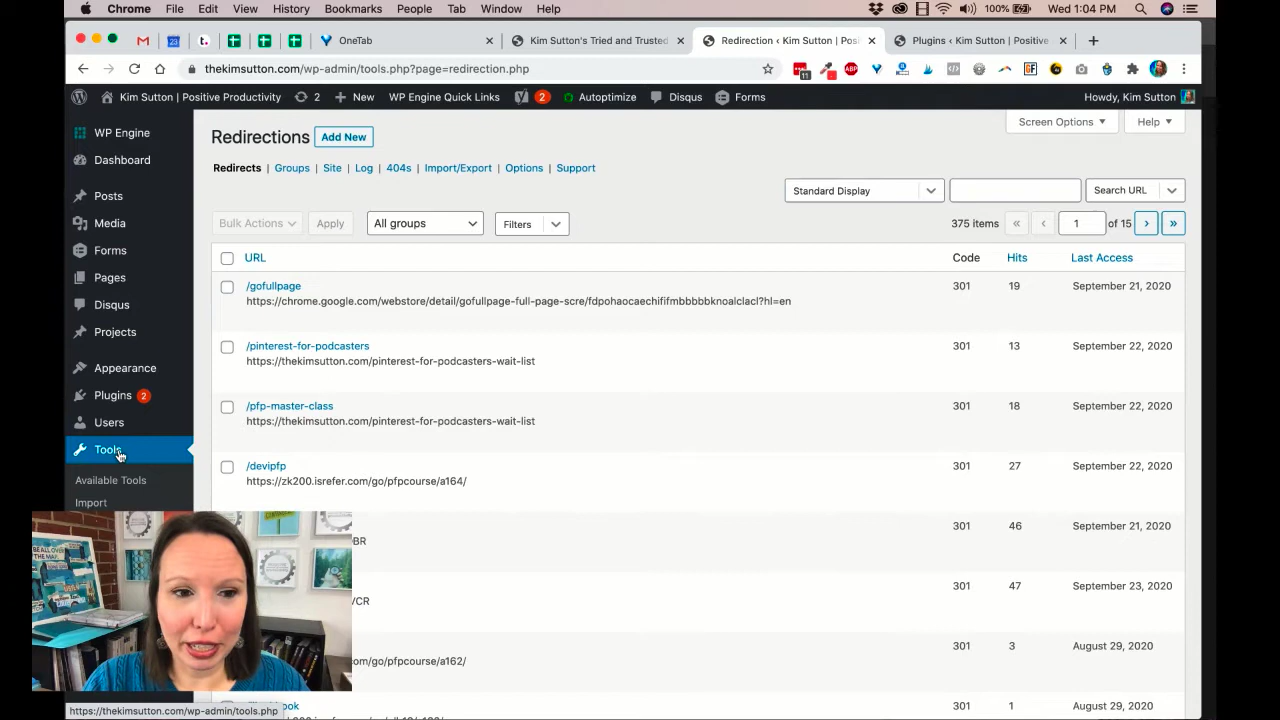 Chrome File Edit View History Bookmarks People Tab Window Help 100% Wed 1:04 PM
OneTab Kim Sutton's Tried and Trusted Redirection ‹ Kim Sutton | Posi Plugins ‹ Kim Sutton | Positive
thekimsutton.com/wp-admin/tools.php?page=redirection.php
Kim Sutton | Positive Productivity 2 New WP Engine Quick Links 2 Autoptimize Disqus Forms Howdy, Kim Sutton
WP Engine
Dashboard
Posts
Media
Forms
Pages
Disqus
Projects
Appearance
Plugins 2
Users
Tools
Available Tools
Import
Screen Options Help
Redirections Add New
Redirects | Groups | Site | Log | 404s | Import/Export | Options | Support
Standard Display Search URL
Bulk Actions Apply All groups Filters 375 items « ‹ 1 of 15 › »
URL Code Hits Last Access
/gofullpage 301 19 September 21, 2020
https://chrome.google.com/webstore/detail/gofullpage-full-page-scre/fdpohaocaechififmbbbbbknoalclacl?hl=en
/pinterest-for-podcasters 301 13 September 22, 2020
https://thekimsutton.com/pinterest-for-podcasters-wait-list
/pfp-master-class 301 18 September 22, 2020
https://thekimsutton.com/pinterest-for-podcasters-wait-list
/devipfp 301 27 September 22, 2020
https://zk200.isrefer.com/go/pfpcourse/a164/
301 46 September 21, 2020
BR
301 47 September 23, 2020
/CR
301 3 August 29, 2020
com/go/pfpcourse/a162/
ook 301 1 August 29, 2020
https://thekimsutton.com/wp-admin/tools.php